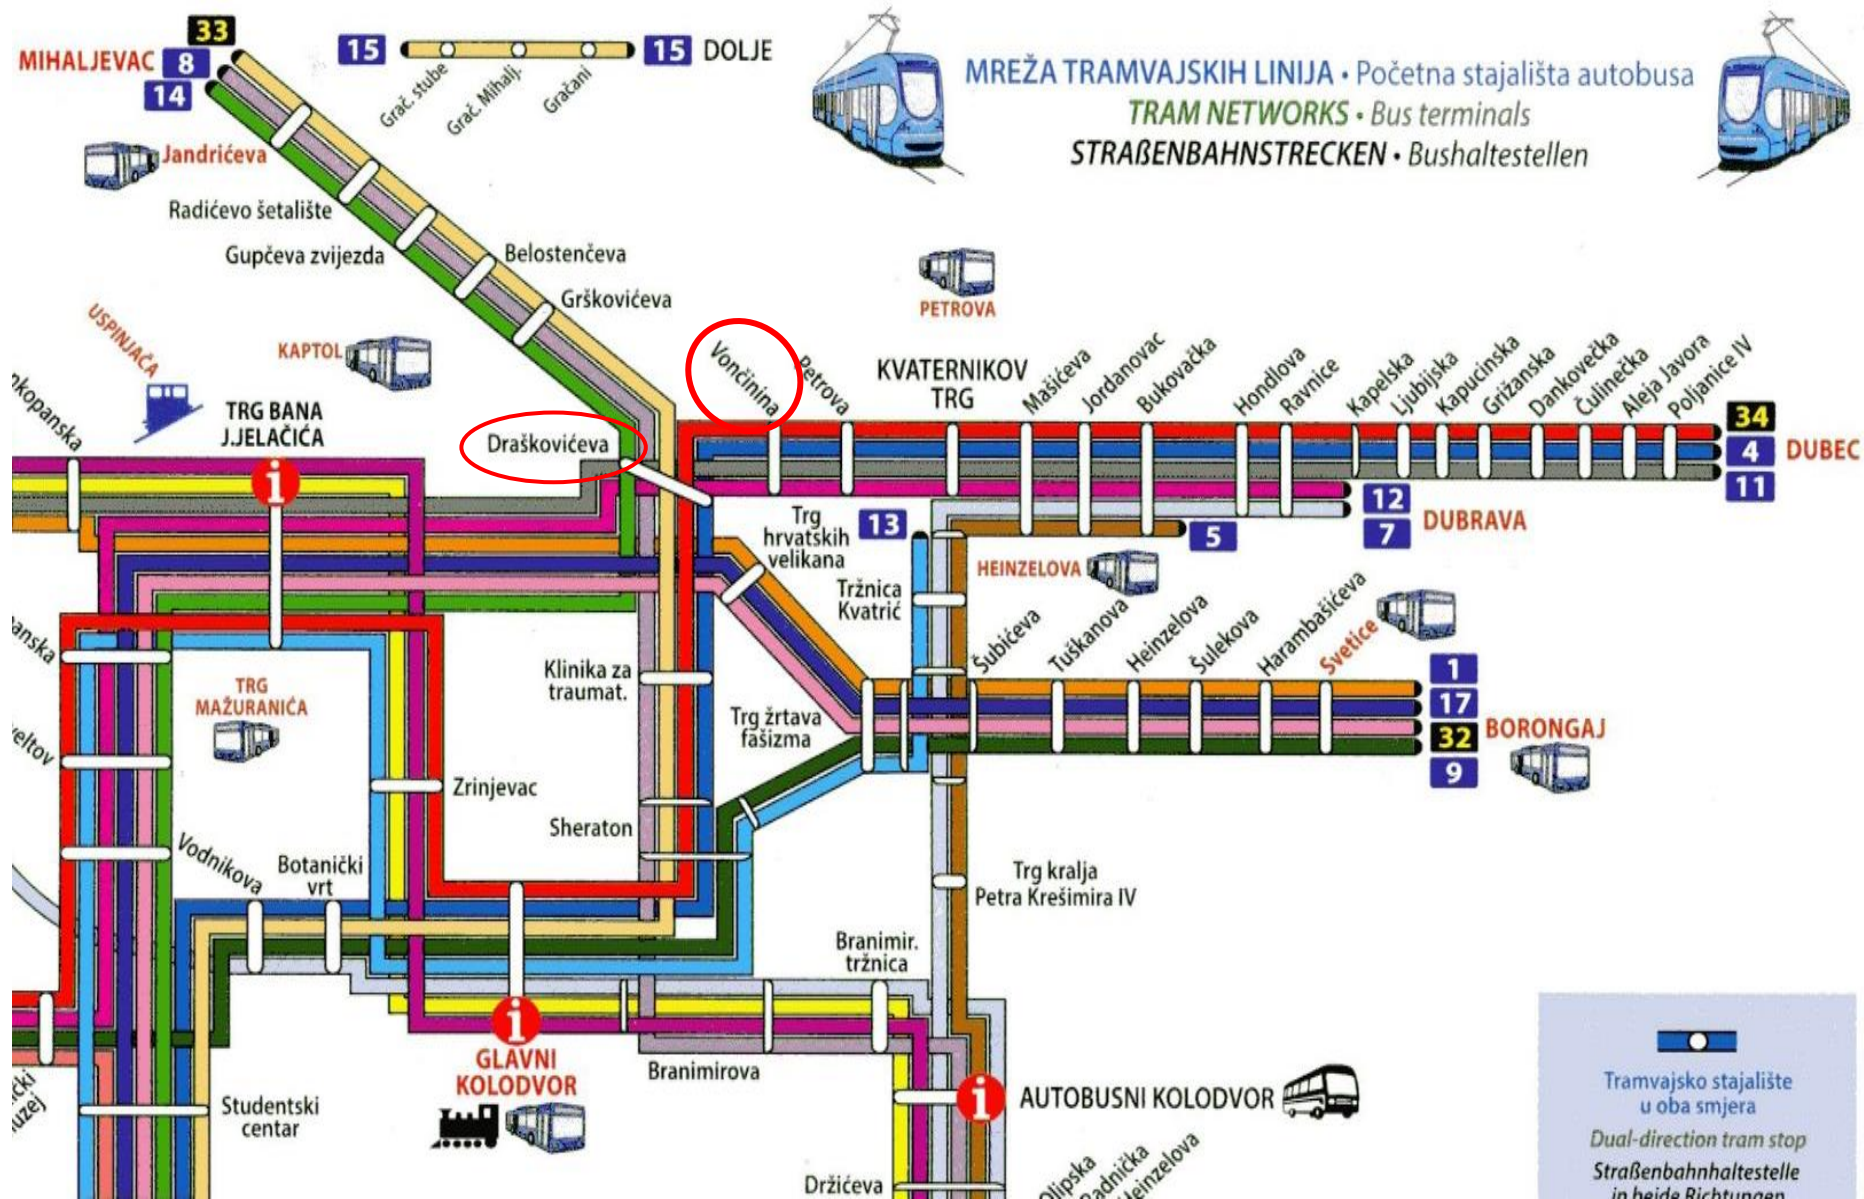 33
MIHALJEVAC 8
14
15
15 DOLJE
Grač. stube
Grač. Mihalj.
Gračani
MREŽA TRAMVAJSKIH LINIJA • Početna stajališta autobusa
TRAM NETWORKS • Bus terminals
STRAßENBAHNSTRECKEN • Bushaltestellen
Jandrićeva
Radićevo šetalište
Gupčeva zvijezda
Belostenčeva
Grškovićeva
PETROVA
USPINJAČA
KAPTOL
TRG BANA
J.JELAČIĆA
Draškovićeva
Vončinina
Petrova
KVATERNIKOV
TRG
Mašićeva
Jordanovac
Bukovačka
Hondlova
Ravnice
Kapelska
Ljubijska
Kapucinska
Grižanska
Dankovečka
Čulinečka
Aleja Javora
Poljanice IV
34
4 DUBEC
11
12
DUBRAVA
7
5
13
Trg
hrvatskih
velikana
HEINZELOVA
Tržnica
Kvatrić
Šubićeva
Tuškanova
Heinzelova
Šulekova
Harambašićeva
Svetice
1
17
32 BORONGAJ
9
TRG
MAŽURANIĆA
Klinika za
traumat.
Trg žrtava
fašizma
Zrinjevac
Sheraton
Vodnikova
Botanički
vrt
Trg kralja
Petra Krešimira IV
Branimir.
tržnica
GLAVNI
KOLODVOR
Branimirova
AUTOBUSNI KOLODVOR
Studentski
centar
Držićeva
Olipska
Radnička
Heinzelova
Tramvajsko stajalište
u oba smjera
Dual-direction tram stop
Straßenbahnhaltestelle
in beide Richtungen